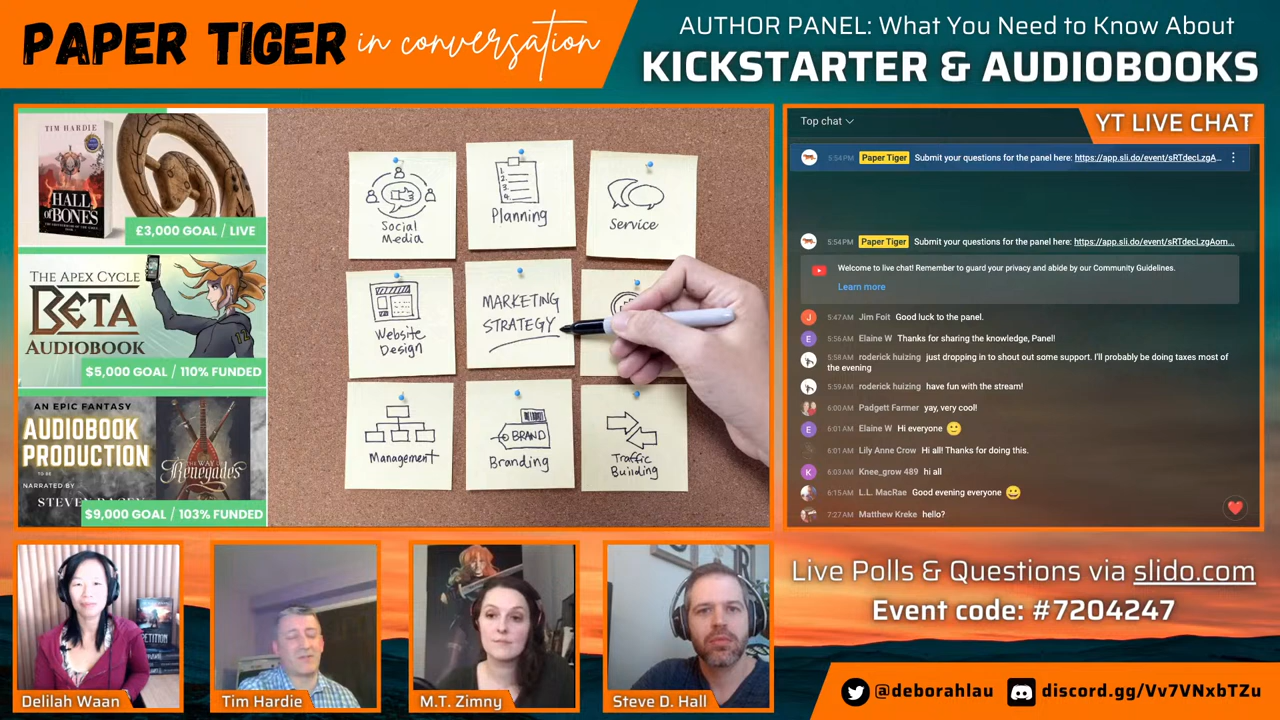 PAPER TIGER in conversation
AUTHOR PANEL: What You Need to Know About
KICKSTARTER & AUDIOBOOKS
TIM HARDIE
HALL
of BONES
£3,000 GOAL / LIVE
THE APEX CYCLE
BETA
AUDIOBOOK
$5,000 GOAL / 110% FUNDED
AN EPIC FANTASY
AUDIOBOOK
PRODUCTION
TO BE
NARRATED BY
THE WAY OF
Renegades
$9,000 GOAL / 103% FUNDED
Social
Media
1
2
3
4
Planning
Service
Website
Design
MARKETING
STRATEGY
Management
BRAND
Branding
Traffic
Building
YT LIVE CHAT
Top chat
5:54 PM Paper Tiger Submit your questions for the panel here: https://app.sli.do/event/sRTdecLzgA...
5:54 PM Paper Tiger Submit your questions for the panel here: https://app.sli.do/event/sRTdecLzgAom...
Welcome to live chat! Remember to guard your privacy and abide by our Community Guidelines.
Learn more
J 5:47 AM Jim Foit Good luck to the panel.
E 5:56 AM Elaine W Thanks for sharing the knowledge, Panel!
5:58 AM roderick huizing just dropping in to shout out some support. I'll probably be doing taxes most of
the evening
5:59 AM roderick huizing have fun with the stream!
6:00 AM Padgett Farmer yay, very cool!
E 6:01 AM Elaine W Hi everyone 🙂
6:01 AM Lily Anne Crow Hi all! Thanks for doing this.
K 6:03 AM Knee_grow 489 hi all
6:15 AM L.L. MacRae Good evening everyone 😀
7:27 AM Matthew Kreke hello?
Delilah Waan
Tim Hardie
M.T. Zimny
Steve D. Hall
Live Polls & Questions via slido.com
Event code: #7204247
@deborahlau
discord.gg/Vv7VNxbTZu